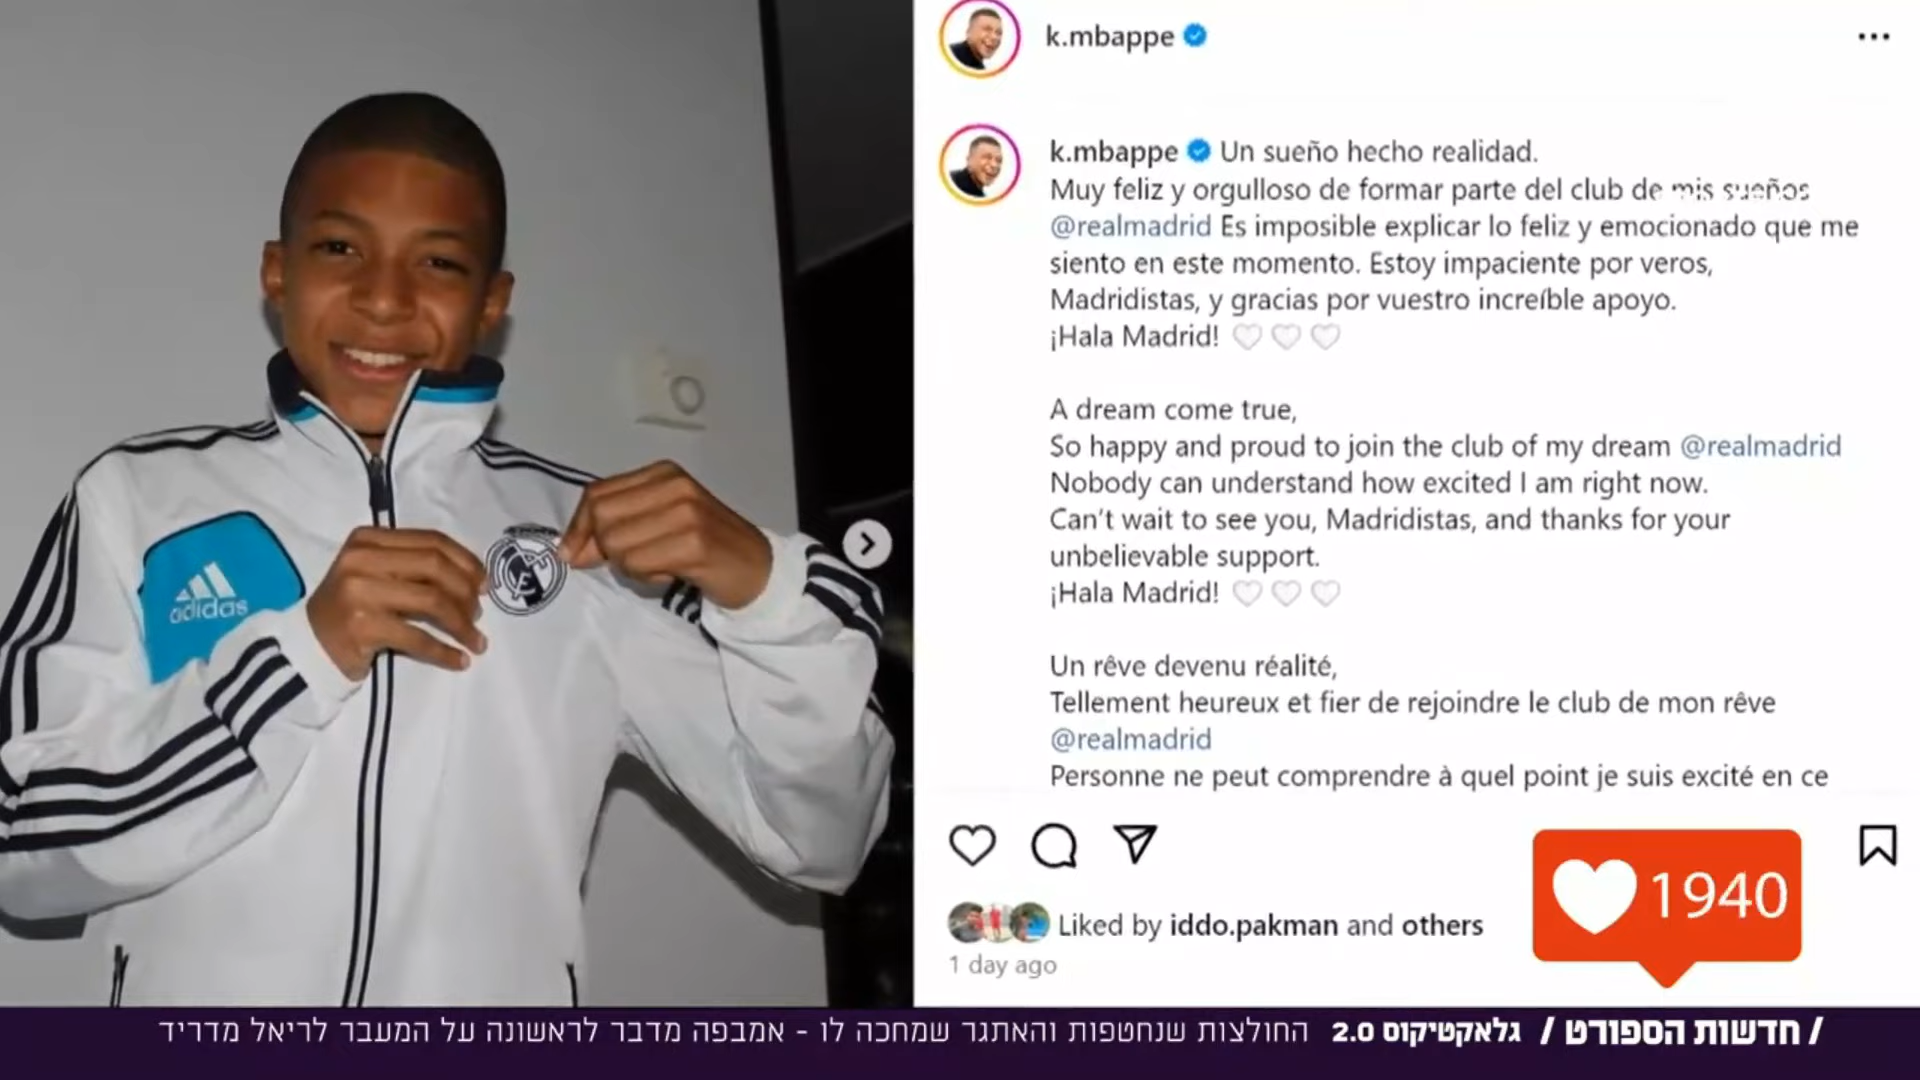 adidas
k.mbappe
k.mbappe Un sueño hecho realidad.
Muy feliz y orgulloso de formar parte del club de mis sueños
@realmadrid Es imposible explicar lo feliz y emocionado que me
siento en este momento. Estoy impaciente por veros,
Madridistas, y gracias por vuestro increíble apoyo.
¡Hala Madrid! 🤍 🤍 🤍
A dream come true,
So happy and proud to join the club of my dream @realmadrid
Nobody can understand how excited I am right now.
Can't wait to see you, Madridistas, and thanks for your
unbelievable support.
¡Hala Madrid! 🤍 🤍 🤍
Un rêve devenu réalité,
Tellement heureux et fier de rejoindre le club de mon rêve
@realmadrid
Personne ne peut comprendre à quel point je suis excité en ce
1940
Liked by iddo.pakman and others
1 day ago
/ חדשות הספורט / גלאקטיקוס 2.0 החולצות שנחטפות והאתגר שמחכה לו - אמבפה מדבר לראשונה על המעבר לריאל מדריד